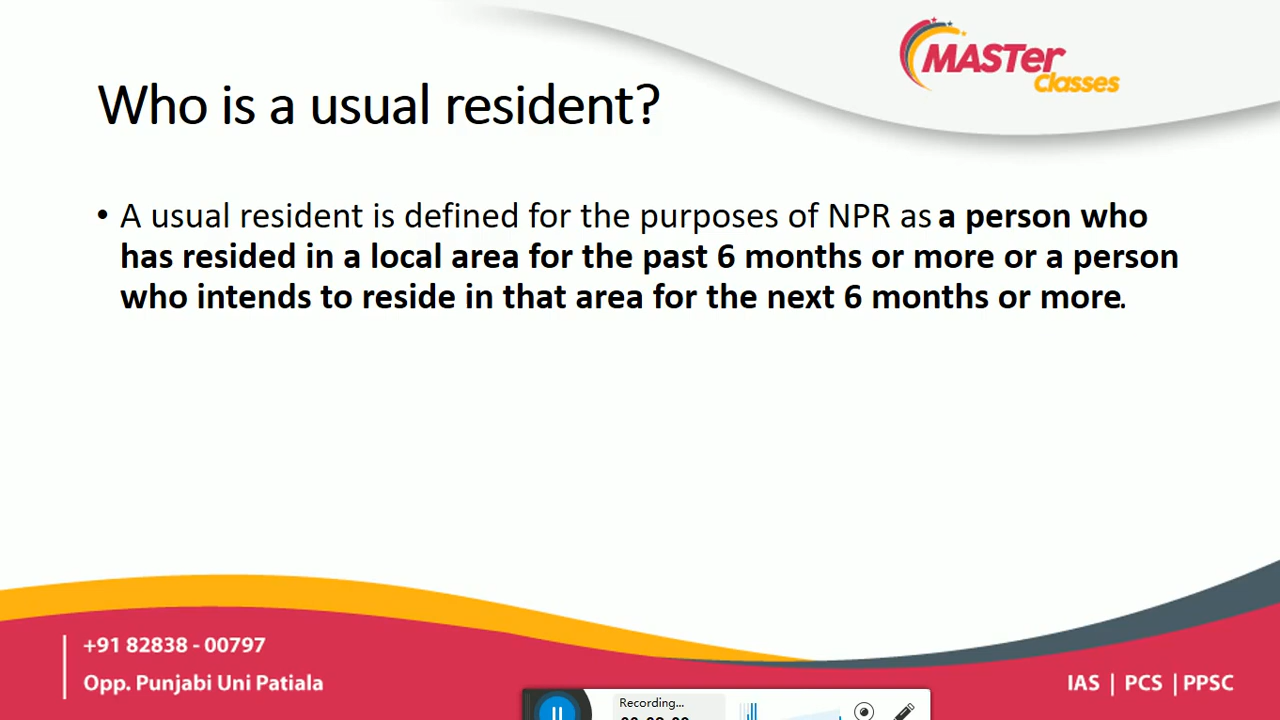 MASTer
Classes
Who is a usual resident?
• A usual resident is defined for the purposes of NPR as a person who
has resided in a local area for the past 6 months or more or a person
who intends to reside in that area for the next 6 months or more.
+91 82838 - 00797
Opp. Punjabi Uni Patiala
IAS | PCS | PPSC
Recording...